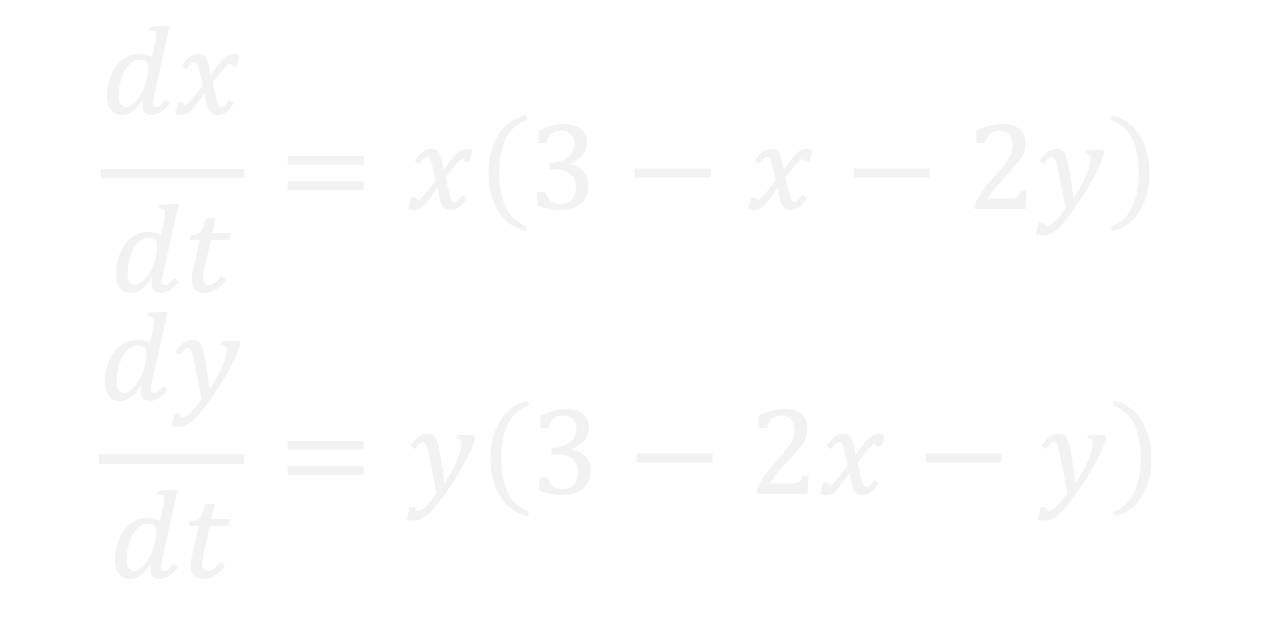 dx/dt = x(3 − x − 2y)
dy/dt = y(3 − 2x − y)